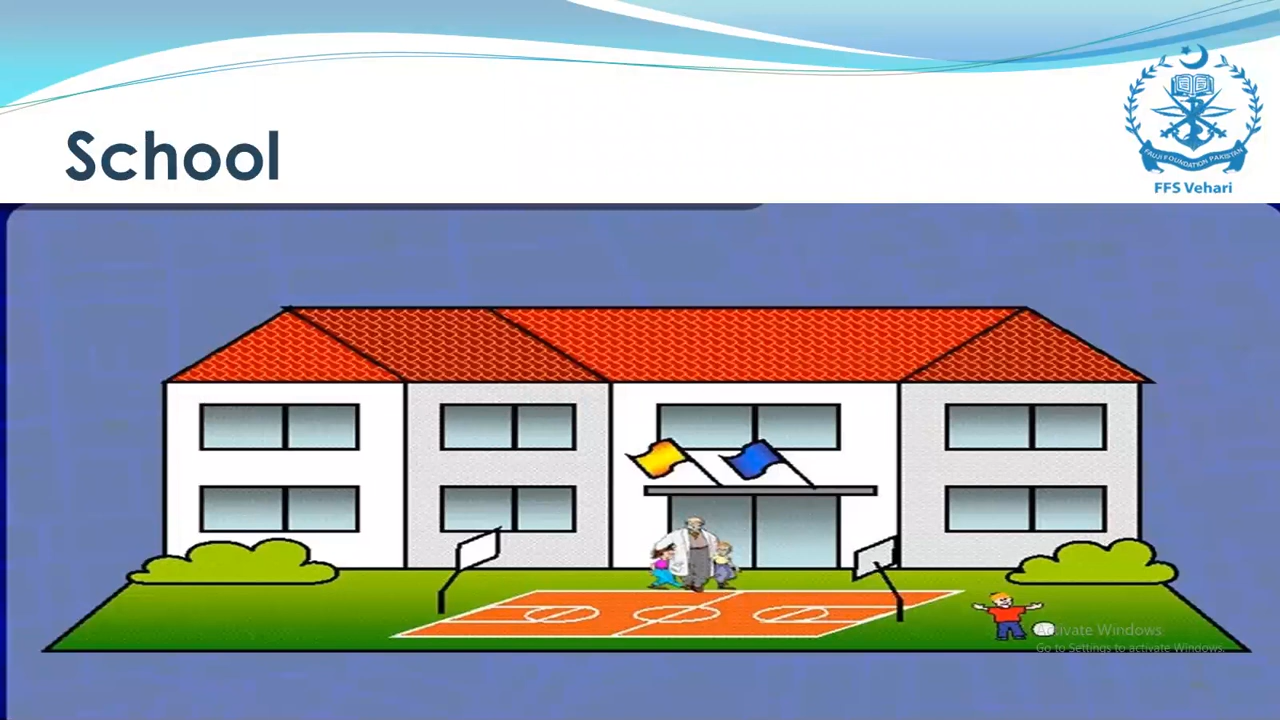 School
FAUJI FOUNDATION PAKISTAN
FFS Vehari
Activate Windows
Go to Settings to activate Windows.